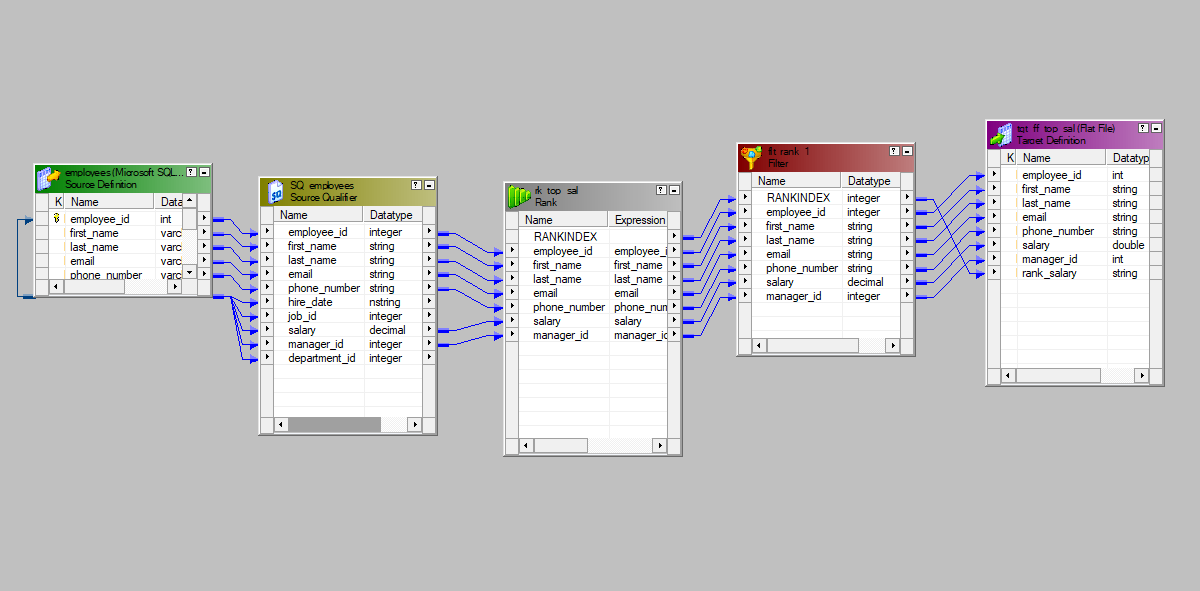 employees (Microsoft SQL...
Source Definition
K Name Data
employee_id int
first_name varc
last_name varc
email varc
phone_number varc
SQ_employees
Source Qualifier
Name Datatype
employee_id integer
first_name string
last_name string
email string
phone_number string
hire_date nstring
job_id integer
salary decimal
manager_id integer
department_id integer
rk_top_sal
Rank
Name Expression
RANKINDEX
employee_id employee_i
first_name first_name
last_name last_name
email email
phone_number phone_num
salary salary
manager_id manager_id
flt_rank_1
Filter
Name Datatype
RANKINDEX integer
employee_id integer
first_name string
last_name string
email string
phone_number string
salary decimal
manager_id integer
tgt_ff_top_sal (Flat File)
Target Definition
K Name Datatyp
employee_id int
first_name string
last_name string
email string
phone_number string
salary double
manager_id int
rank_salary string